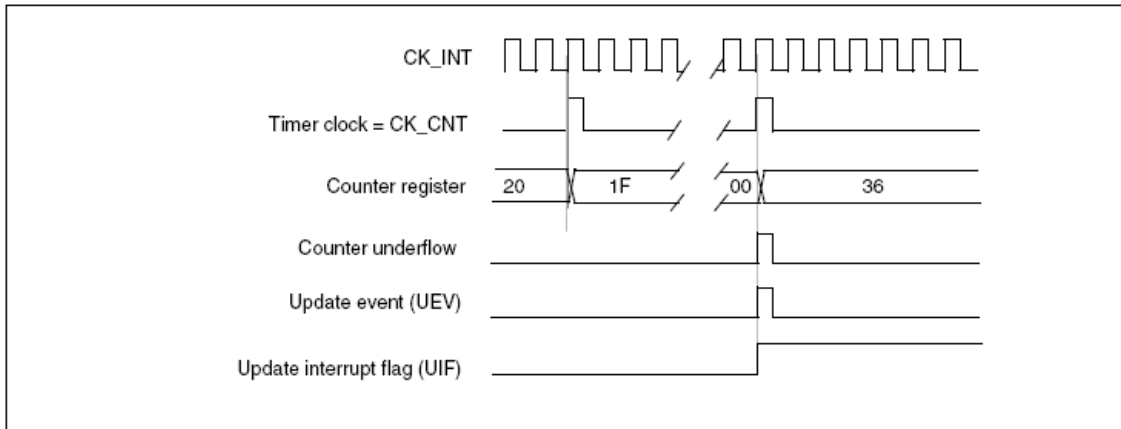 CK_INT
Timer clock = CK_CNT
Counter register 20 1F 00 36
Counter underflow
Update event (UEV)
Update interrupt flag (UIF)